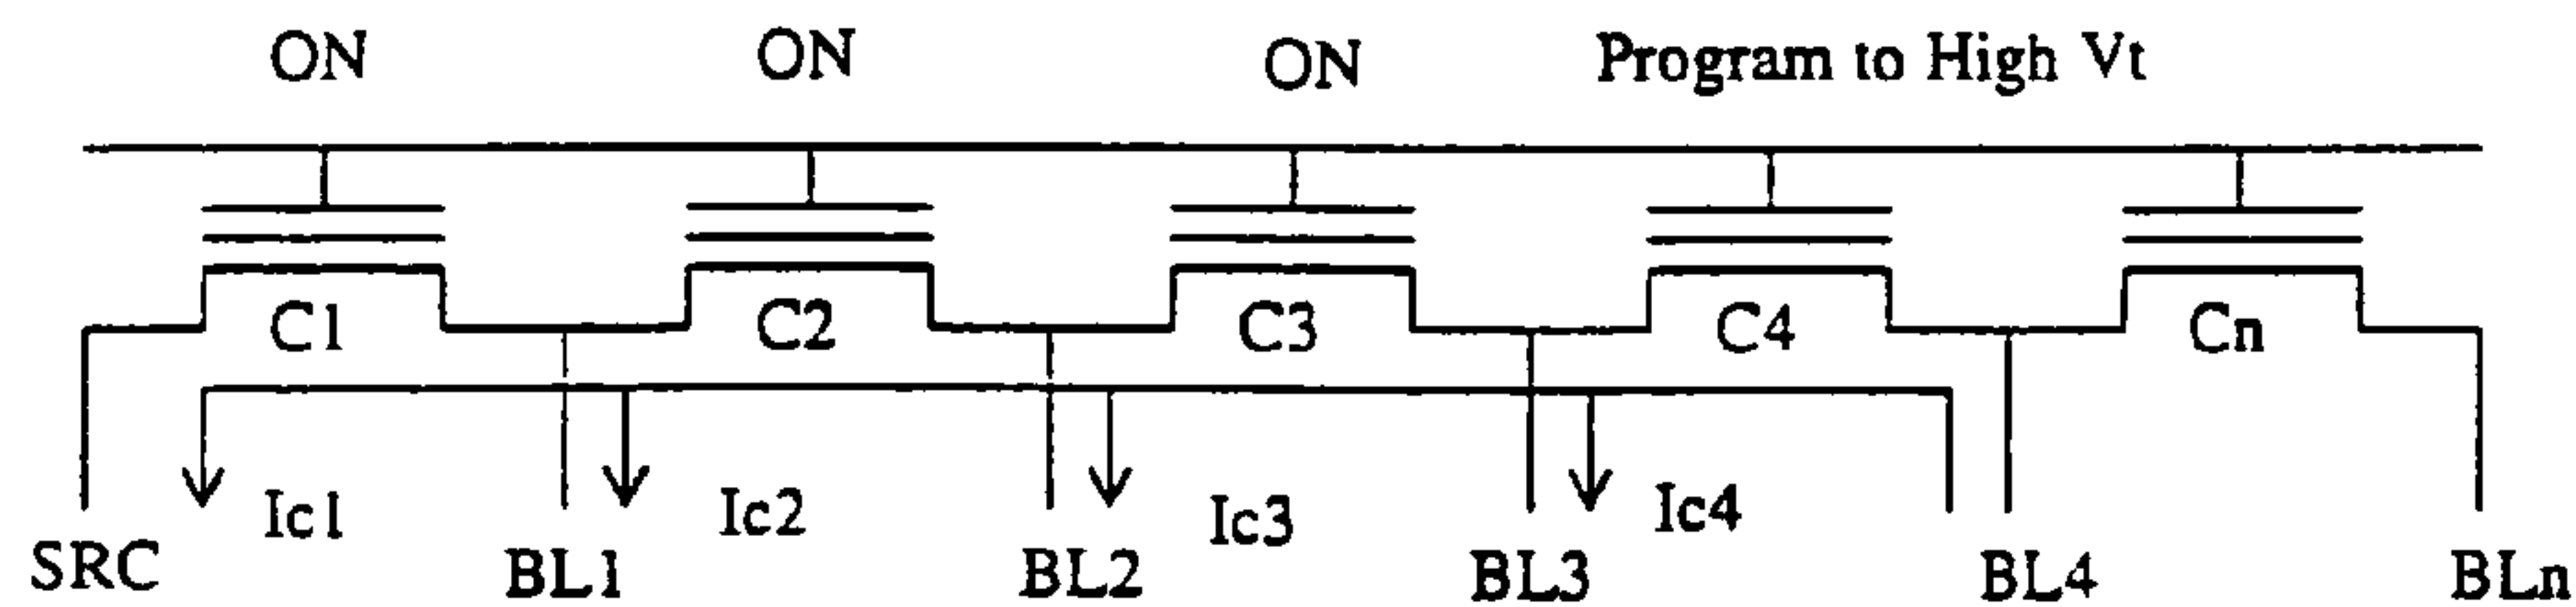 ON ON ON Program to High Vt
C1 C2 C3 C4 Cn
Ic1 Ic2 Ic3 Ic4
SRC BL1 BL2 BL3 BL4 BLn